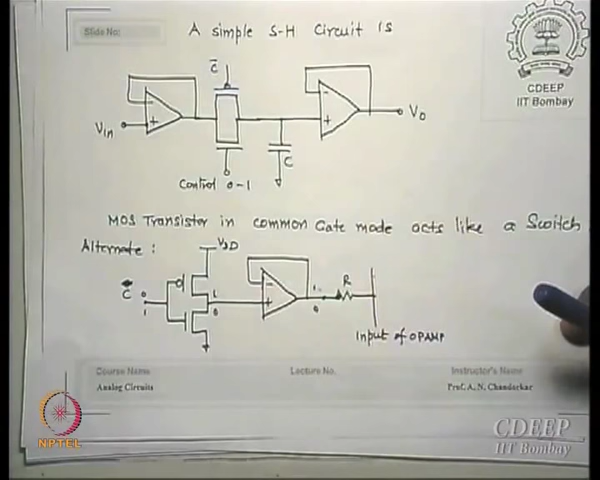 Slide No:
A simple S-H Circuit is
CDEEP
IIT Bombay
C̅
Vin
V0
C
Control 0-1
MOS Transistor in common Gate mode acts like a Switch
Alternate :
VDD
C̅
0
1
1
0
1
0
R
Input of OPAMP
Course Name
Lecture No.
Instructor's Name
Analog Circuits
Prof. A. N. Chandorkar
NPTEL
CDEEP
IIT Bombay